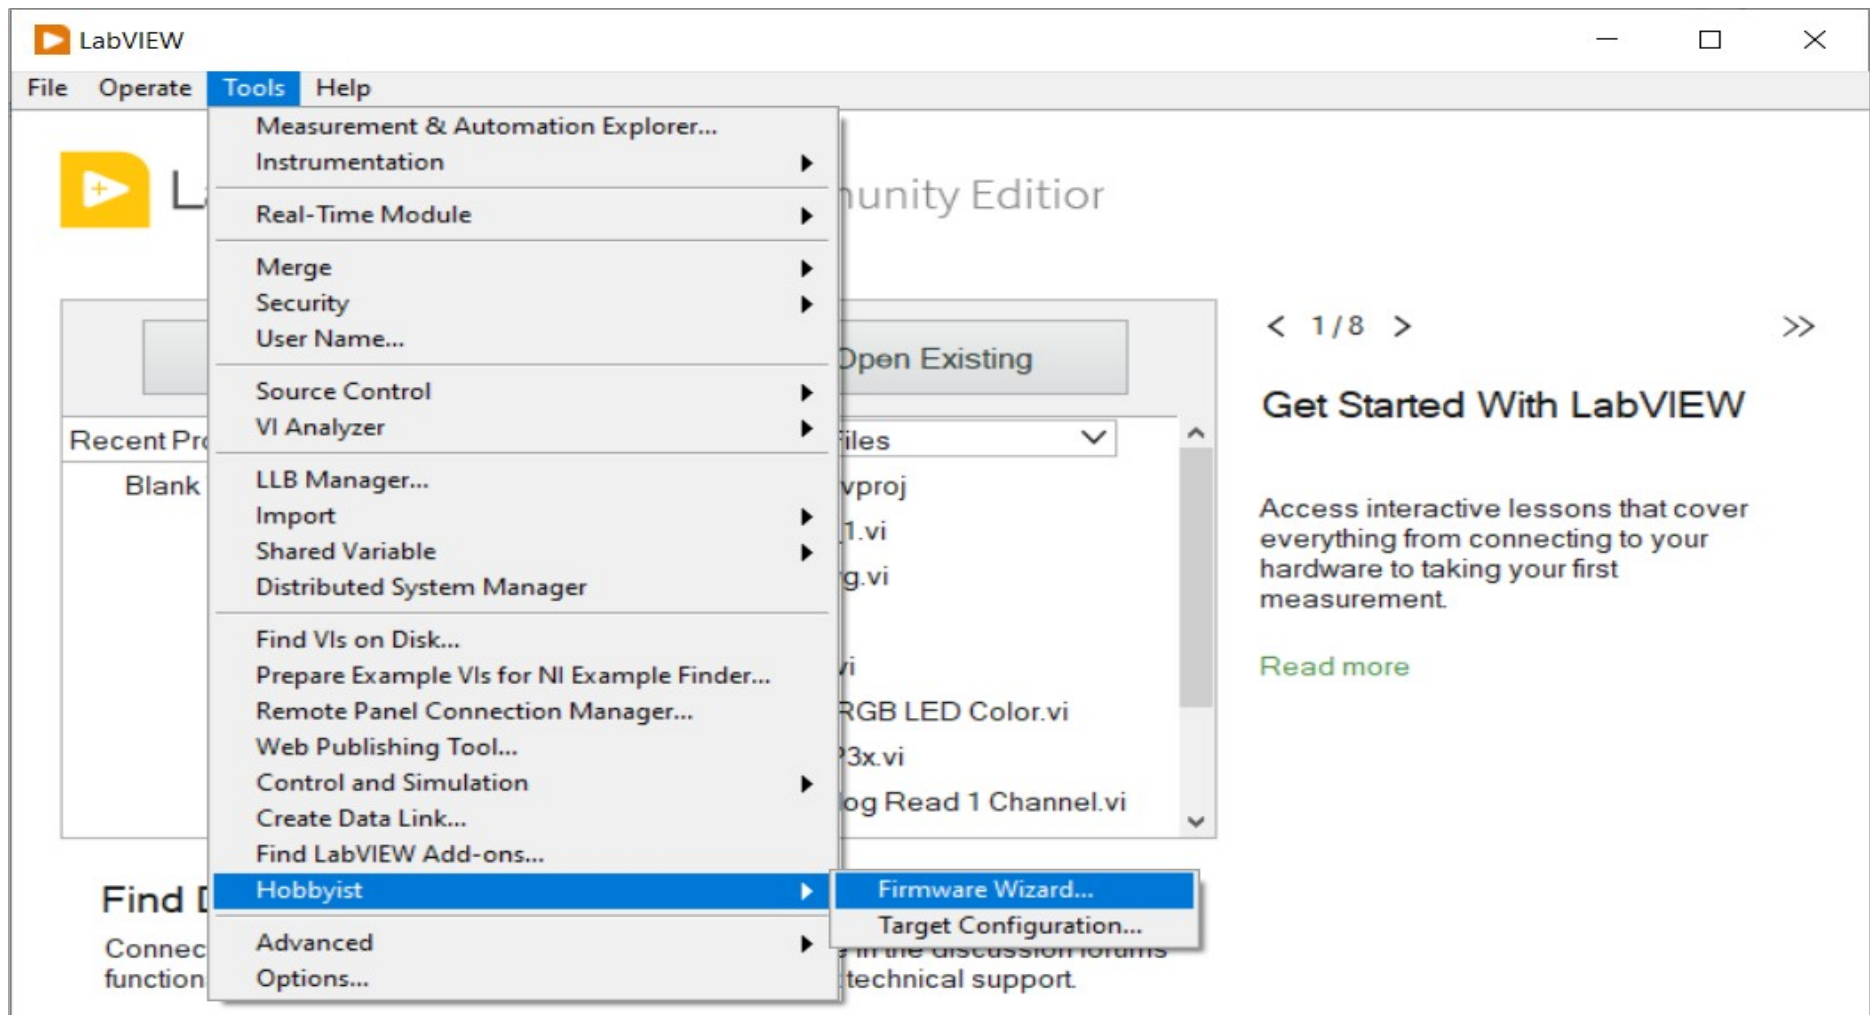 LabVIEW
File Operate Tools Help
Measurement & Automation Explorer...
Instrumentation
Real-Time Module
Merge
Security
User Name...
Source Control
VI Analyzer
LLB Manager...
Import
Shared Variable
Distributed System Manager
Find VIs on Disk...
Prepare Example VIs for NI Example Finder...
Remote Panel Connection Manager...
Web Publishing Tool...
Control and Simulation
Create Data Link...
Find LabVIEW Add-ons...
Hobbyist
Advanced
Options...
Firmware Wizard...
Target Configuration...
Editior
Open Existing
Recent
Blank
vproj
1.vi
g.vi
vi
RGB LED Color.vi
3x.vi
og Read 1 Channel.vi
1/8
Get Started With LabVIEW
Access interactive lessons that cover
everything from connecting to your
hardware to taking your first
measurement.
Read more
Find
Connec
in the discussion forums
function
technical support.